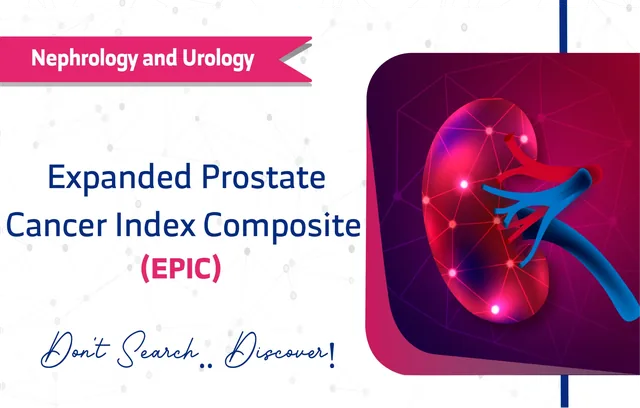 Nephrology and Urology
Expanded Prostate
Cancer Index Composite
(EPIC)
Don't Search.. Discover!